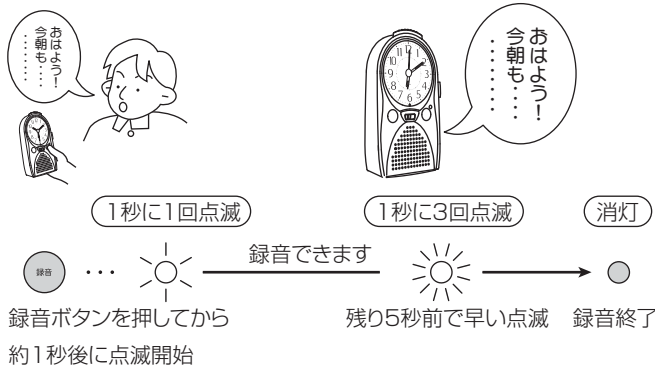 おはよう！
今朝も‥‥
‥‥‥‥
おはよう！
今朝も‥‥
‥‥‥‥
1秒に1回点滅
1秒に3回点滅
消灯
録音
録音できます
録音ボタンを押してから
約1秒後に点滅開始
残り5秒前で早い点滅
録音終了